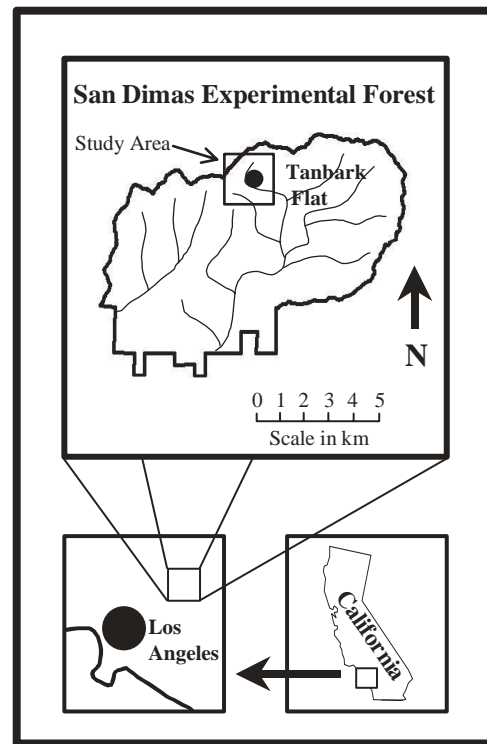 San Dimas Experimental Forest
Study Area
Tanbark
Flat
N
0 1 2 3 4 5
Scale in km
Los
Angeles
California